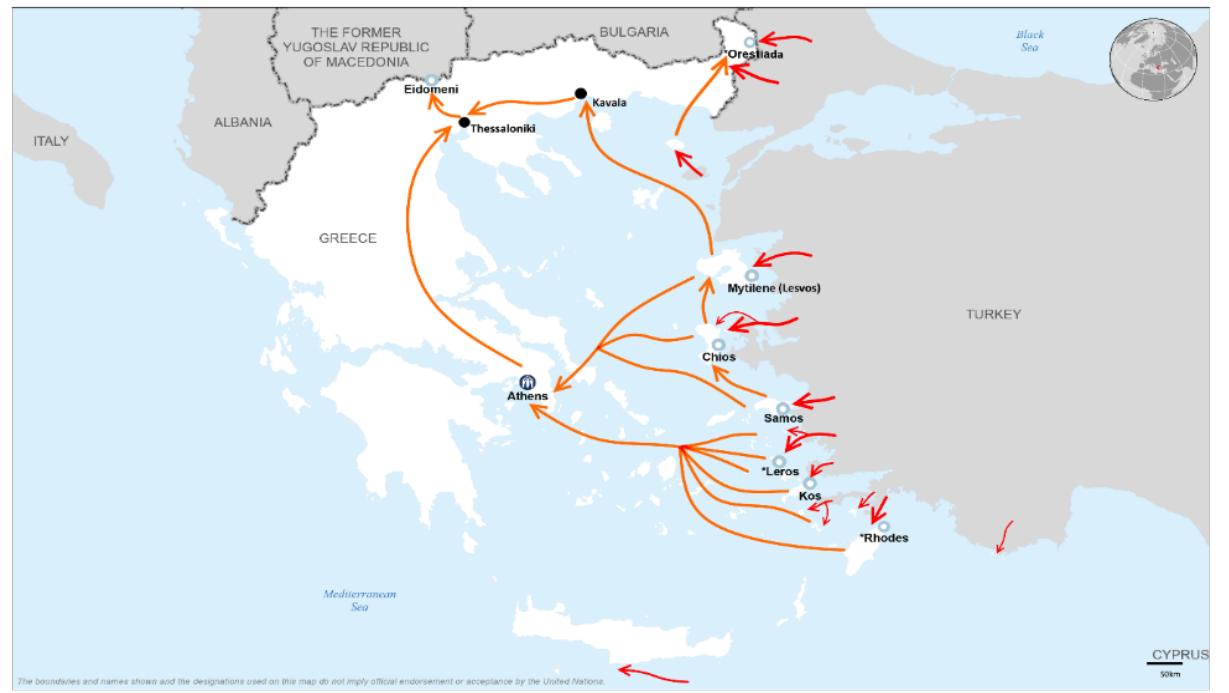 THE FORMER
YUGOSLAV REPUBLIC
OF MACEDONIA
BULGARIA
Black
Sea
*Orestiada
Eidomeni
Kavala
ALBANIA
Thessaloniki
ITALY
GREECE
Mytilene (Lesvos)
TURKEY
Chios
Athens
Samos
*Leros
Kos
*Rhodes
Mediterranean
Sea
CYPRUS
50km
The boundaries and names shown and the designations used on this map do not imply official endorsement or acceptance by the United Nations.